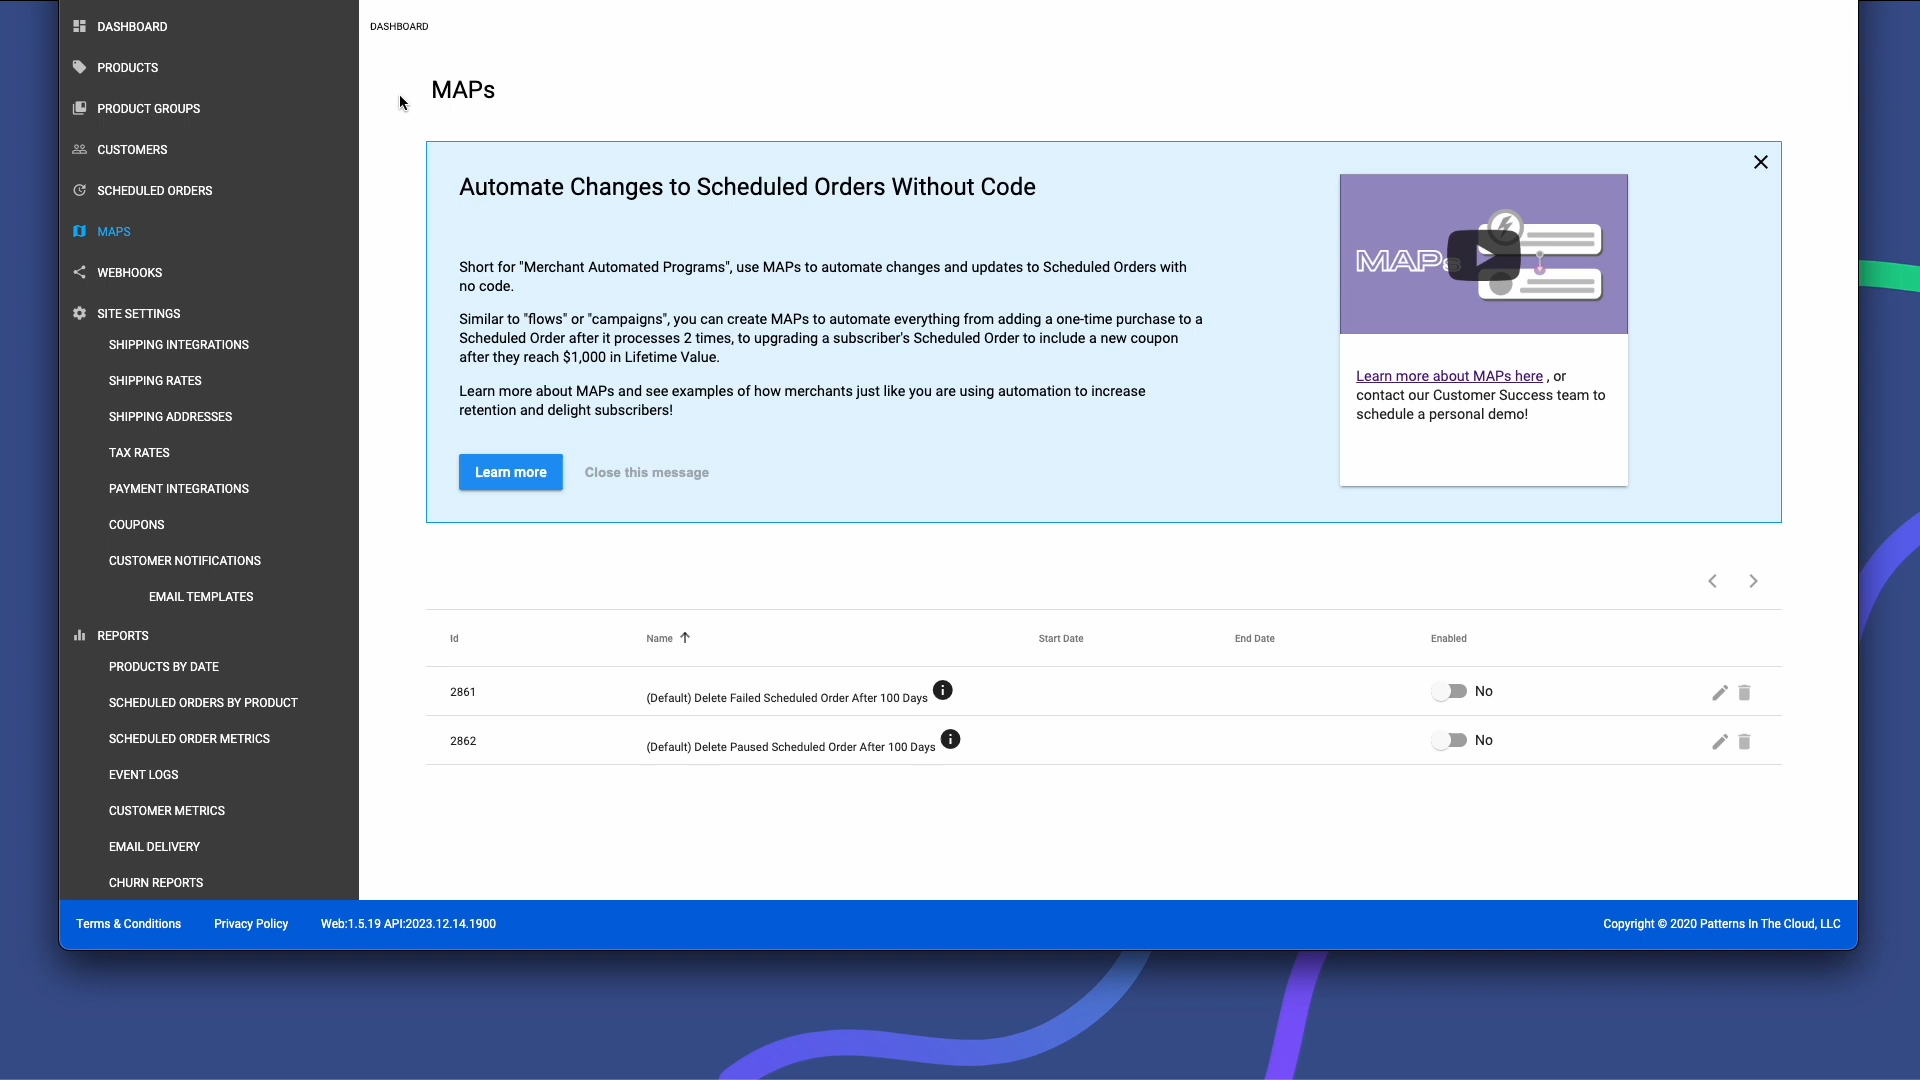 DASHBOARD
PRODUCTS
PRODUCT GROUPS
CUSTOMERS
SCHEDULED ORDERS
MAPS
WEBHOOKS
SITE SETTINGS
SHIPPING INTEGRATIONS
SHIPPING RATES
SHIPPING ADDRESSES
TAX RATES
PAYMENT INTEGRATIONS
COUPONS
CUSTOMER NOTIFICATIONS
EMAIL TEMPLATES
REPORTS
PRODUCTS BY DATE
SCHEDULED ORDERS BY PRODUCT
SCHEDULED ORDER METRICS
EVENT LOGS
CUSTOMER METRICS
EMAIL DELIVERY
CHURN REPORTS
DASHBOARD
MAPs
Automate Changes to Scheduled Orders Without Code
Short for "Merchant Automated Programs", use MAPs to automate changes and updates to Scheduled Orders with
no code.
Similar to "flows" or "campaigns", you can create MAPs to automate everything from adding a one-time purchase to a
Scheduled Order after it processes 2 times, to upgrading a subscriber's Scheduled Order to include a new coupon
after they reach $1,000 in Lifetime Value.
Learn more about MAPs and see examples of how merchants just like you are using automation to increase
retention and delight subscribers!
Learn more Close this message
MAPs
Learn more about MAPs here , or
contact our Customer Success team to
schedule a personal demo!
Id Name Start Date End Date Enabled
2861 (Default) Delete Failed Scheduled Order After 100 Days No
2862 (Default) Delete Paused Scheduled Order After 100 Days No
Terms & Conditions Privacy Policy Web:1.5.19 API:2023.12.14.1900 Copyright © 2020 Patterns In The Cloud, LLC